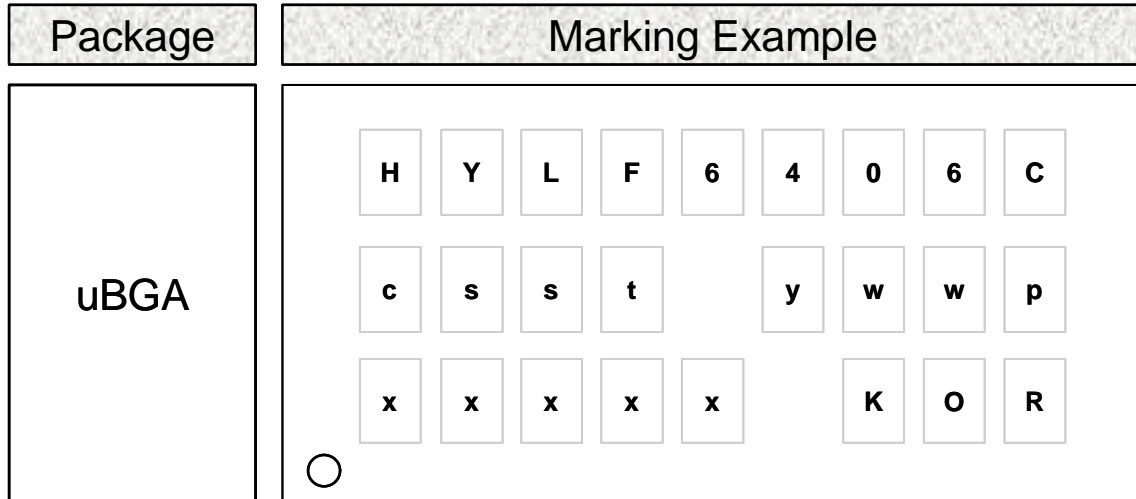 Package Marking Example
uBGA
H Y L F 6 4 0 6 C
c s s t y w w p
x x x x x K O R